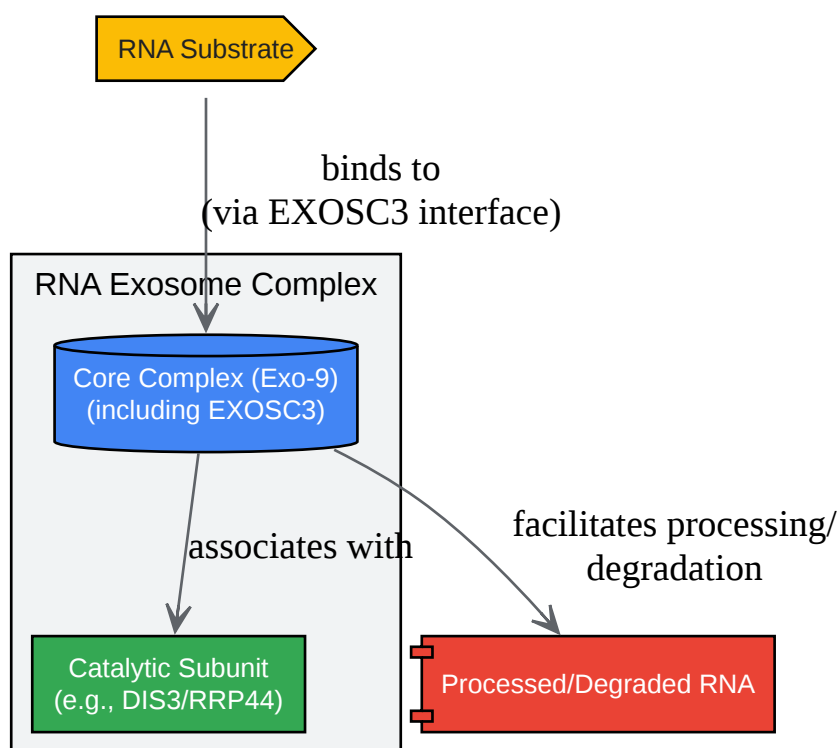 RNA Substrate
binds to
(via EXOSC3 interface)
RNA Exosome Complex
Core Complex (Exo-9)
(including EXOSC3)
associates with
facilitates processing/
degradation
Catalytic Subunit
(e.g., DIS3/RRP44)
Processed/Degraded RNA